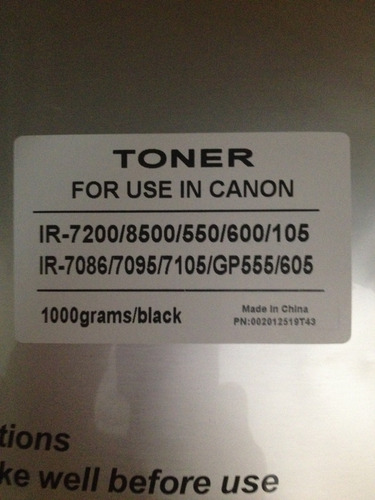 TONER
FOR USE IN CANON
IR-7200/8500/550/600/105
IR-7086/7095/7105/GP555/605
1000grams/black
Made in China
PN:002012519T43
tions
ke well before use